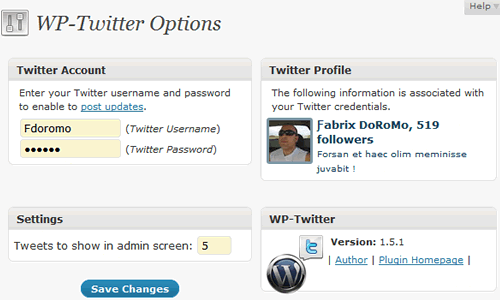 Help
WP-Twitter Options
Twitter Account
Enter your Twitter username and password
to enable to post updates.
Fdoromo (Twitter Username)
•••••• (Twitter Password)
Twitter Profile
The following information is associated with
your Twitter credentials.
Ƒabrix DoRoMo, 519
followers
Forsan et haec olim meminisse
juvabit !
Settings
Tweets to show in admin screen: 5
WP-Twitter
Version: 1.5.1
| Author | Plugin Homepage |
Save Changes